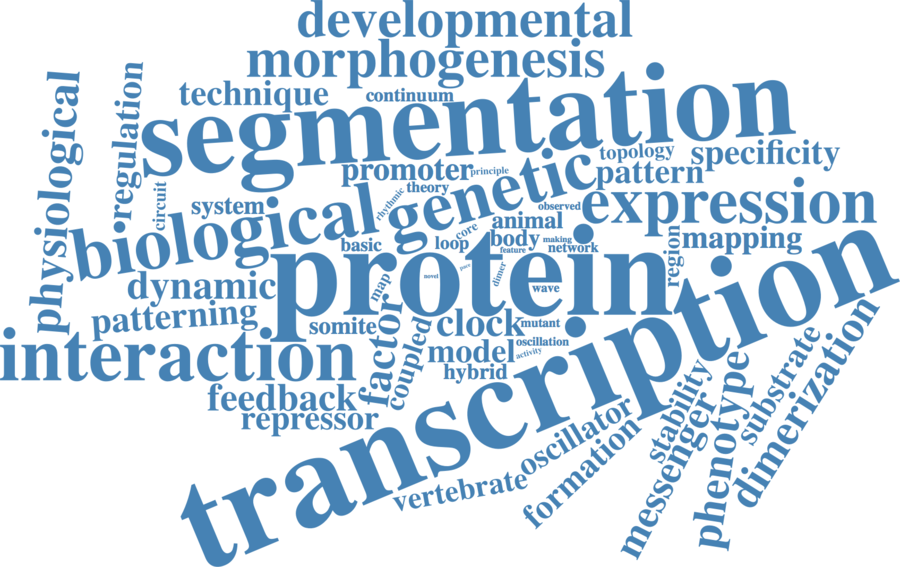 developmental
morphogenesis
technique
continuum
segmentation
physiological
regulation
circuit
promoter
principle
topology
specificity
pattern
theory
rhythmic
genetic
system
biological
expression
observed
animal
core
basic
loop
body
making
feature
network
region
mapping
protein
dynamic
map
novel
pure
dimer
wave
patterning
somite
factor
clock
mutant
transcription
interaction
coupled
model
oscillation
activity
hybrid
feedback
repressor
stability
substrate
dimerization
phenotype
messenger
oscillator
vertebrate
formation